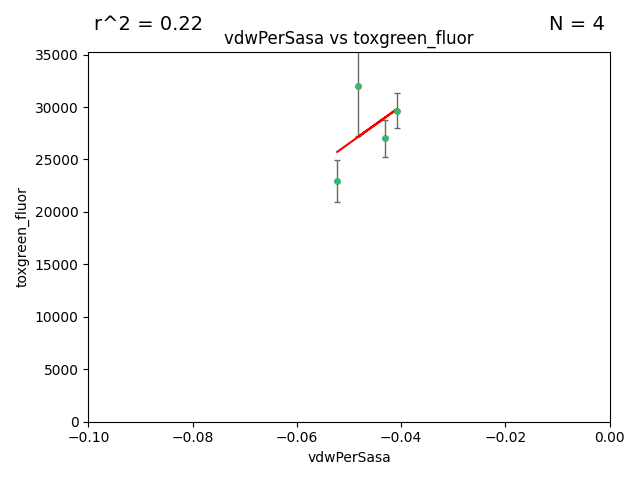 r^2 = 0.22
N = 4
vdwPerSasa vs toxgreen_fluor
35000
30000
25000
20000
15000
10000
5000
0
toxgreen_fluor
−0.10
−0.08
−0.06
−0.04
−0.02
0.00
vdwPerSasa